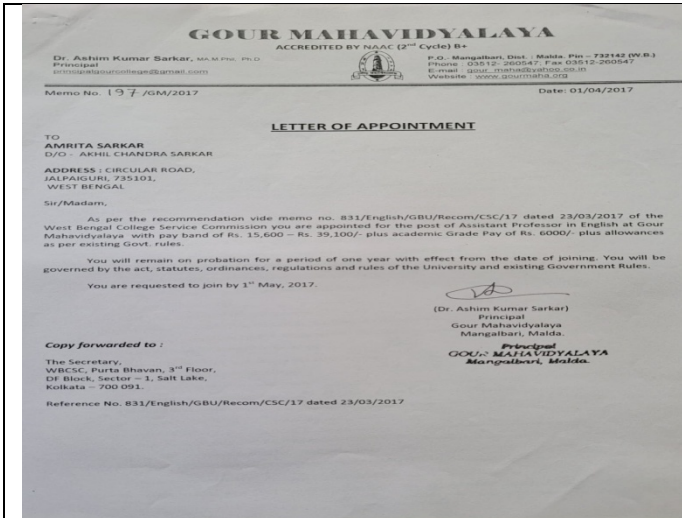 GOUR MAHAVIDYALAYA
ACCREDITED BY NAAC (2nd Cycle) B+
Dr. Ashim Kumar Sarkar, MA.M.Phil. Ph.D
Principal
principalgourcollege@gmail.com
P.O.- Mangalbari, Dist. : Malda. Pin – 732142 (W.B.)
Phone : 03512- 260547; Fax 03512-260547
E-mail : gour_maha@yahoo.co.in
Website : www.gourmaha.org
Memo No. 197/GM/2017
Date: 01/04/2017
LETTER OF APPOINTMENT
TO
AMRITA SARKAR
D/O - AKHIL CHANDRA SARKAR
ADDRESS : CIRCULAR ROAD,
JALPAIGURI, 735101,
WEST BENGAL
Sir/Madam,
As per the recommendation vide memo no. 831/English/GBU/Recom/CSC/17 dated 23/03/2017 of the
West Bengal College Service Commission you are appointed for the post of Assistant Professor in English at Gour
Mahavidyalaya with pay band of Rs. 15,600 – Rs. 39,100/- plus academic Grade Pay of Rs. 6000/- plus allowances
as per existing Govt. rules.
You will remain on probation for a period of one year with effect from the date of joining. You will be
governed by the act, statutes, ordinances, regulations and rules of the University and existing Government Rules.
You are requested to join by 1st May, 2017.
(Dr. Ashim Kumar Sarkar)
Principal
Gour Mahavidyalaya
Mangalbari, Malda.
Principal
GOUR MAHAVIDYALAYA
Mangalbari, Malda.
Copy forwarded to :
The Secretary,
WBCSC, Purta Bhavan, 3rd Floor,
DF Block, Sector – 1, Salt Lake,
Kolkata – 700 091.
Reference No. 831/English/GBU/Recom/CSC/17 dated 23/03/2017